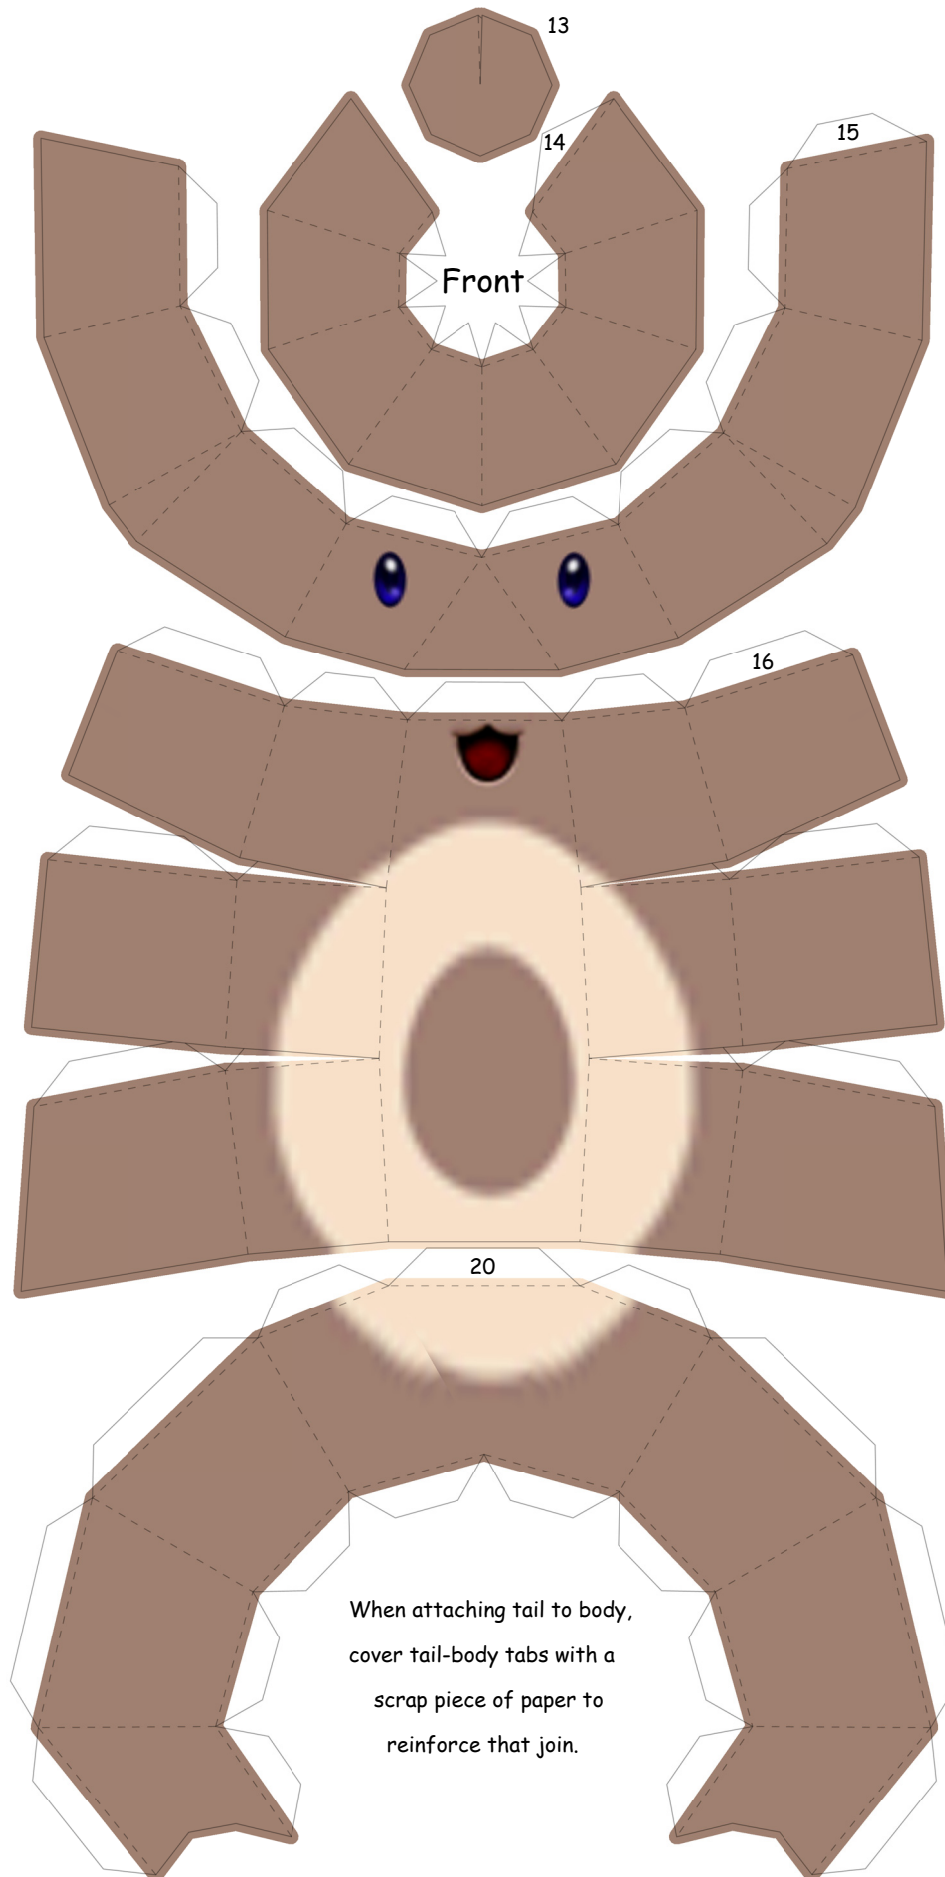 13
14
15
Front
16
20
When attaching tail to body,
cover tail-body tabs with a
scrap piece of paper to
reinforce that join.